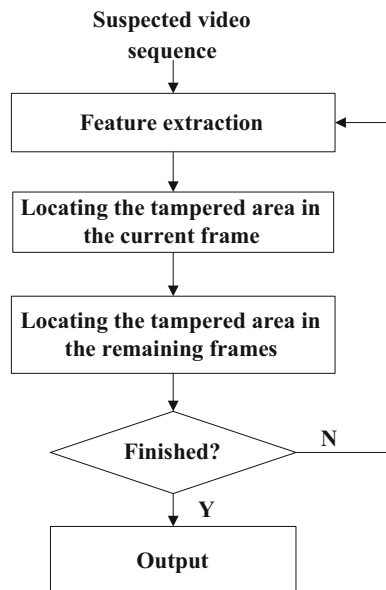 Suspected video
sequence
Feature extraction
Locating the tampered area in
the current frame
Locating the tampered area in
the remaining frames
Finished?
N
Y
Output